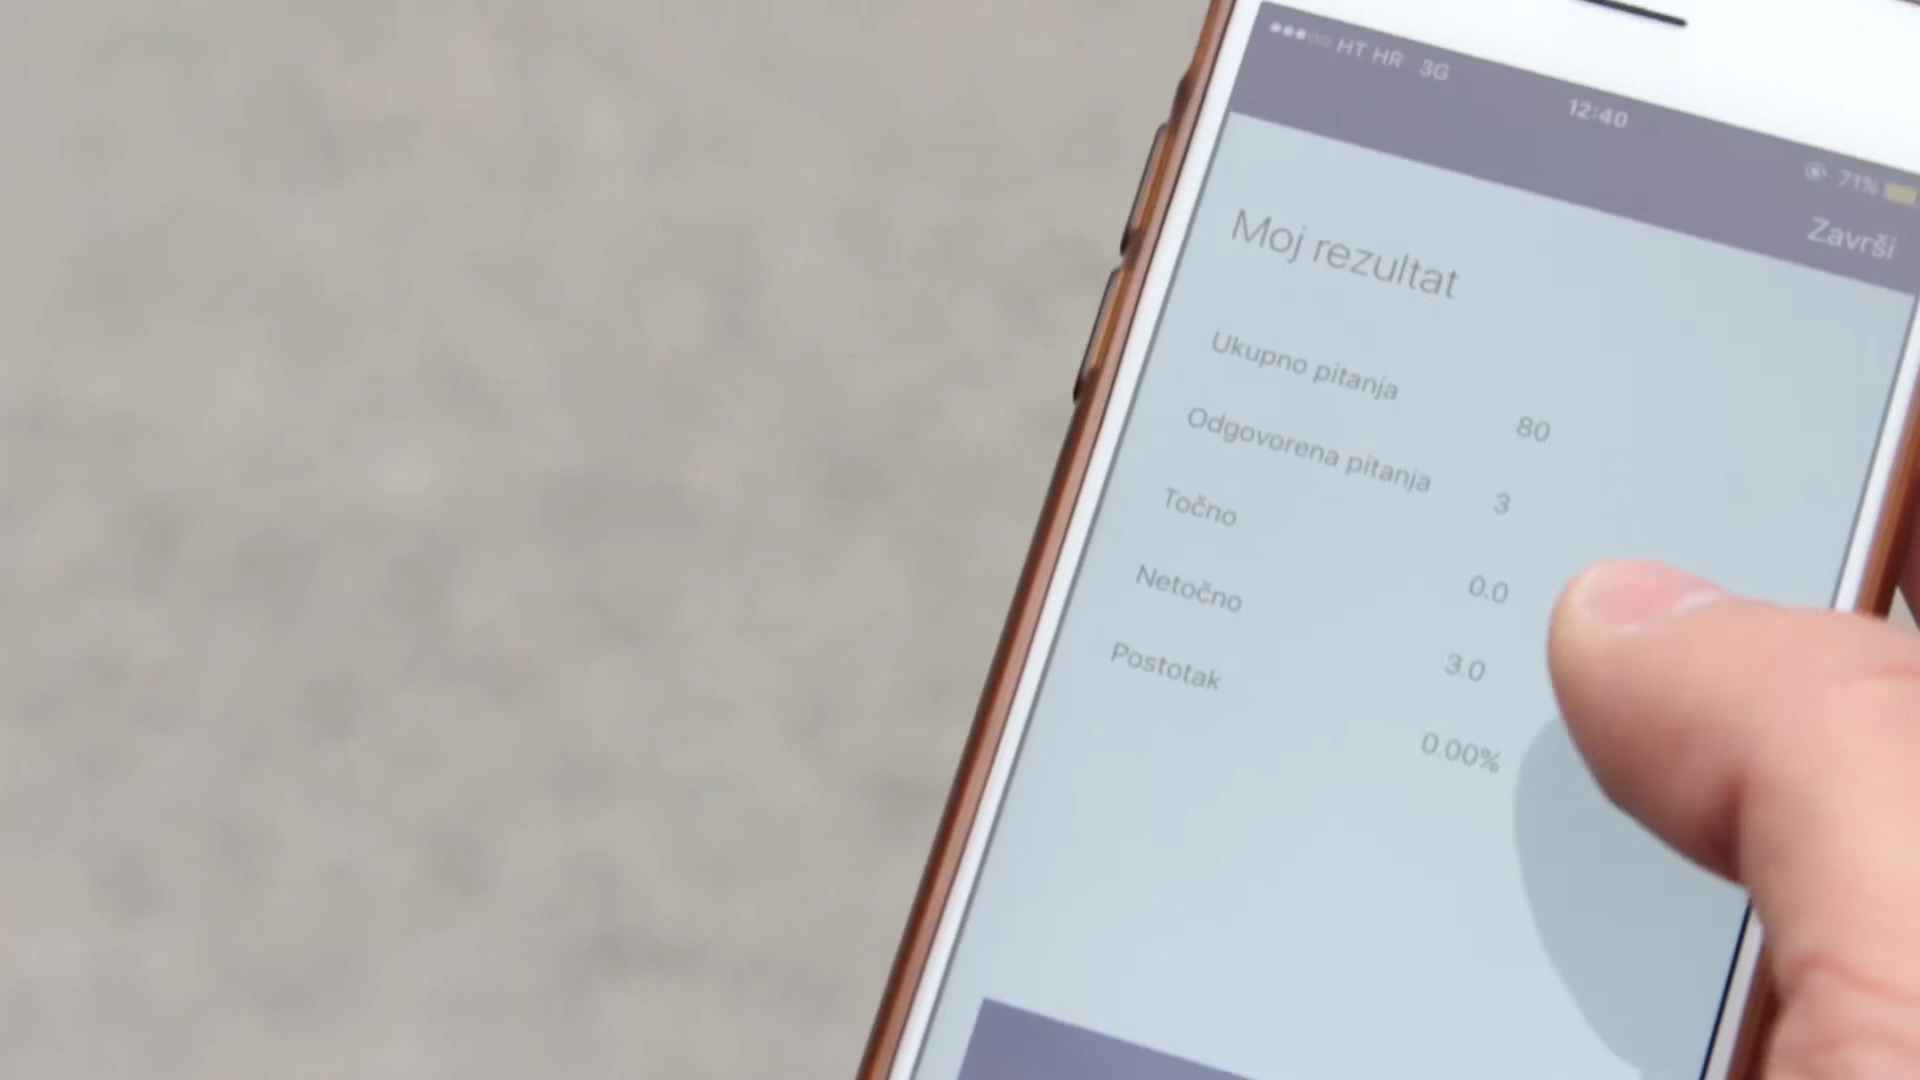 HT HR 3G
12:40
71%
Završi
Moj rezultat
Ukupno pitanja 80
Odgovorena pitanja 3
Točno 0.0
Netočno 3.0
Postotak 0.00%